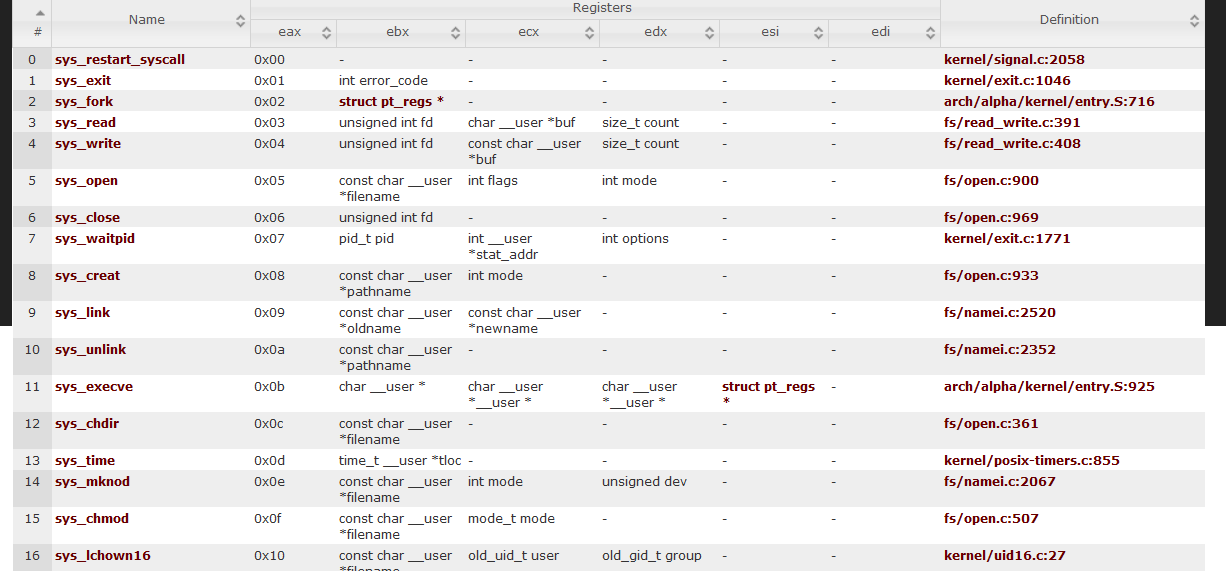 Registers
# Name eax ebx ecx edx esi edi Definition
0 sys_restart_syscall 0x00 - - - - - kernel/signal.c:2058
1 sys_exit 0x01 int error_code - - - - kernel/exit.c:1046
2 sys_fork 0x02 struct pt_regs * - - - - arch/alpha/kernel/entry.S:716
3 sys_read 0x03 unsigned int fd char __user *buf size_t count - - fs/read_write.c:391
4 sys_write 0x04 unsigned int fd const char __user size_t count - - fs/read_write.c:408
*buf
5 sys_open 0x05 const char __user int flags int mode - - fs/open.c:900
*filename
6 sys_close 0x06 unsigned int fd - - - - fs/open.c:969
7 sys_waitpid 0x07 pid_t pid int __user int options - - kernel/exit.c:1771
*stat_addr
8 sys_creat 0x08 const char __user int mode - - - fs/open.c:933
*pathname
9 sys_link 0x09 const char __user const char __user - - - fs/namei.c:2520
*oldname *newname
10 sys_unlink 0x0a const char __user - - - - fs/namei.c:2352
*pathname
11 sys_execve 0x0b char __user * char __user char __user struct pt_regs - arch/alpha/kernel/entry.S:925
*__user * *__user * *
12 sys_chdir 0x0c const char __user - - - - fs/open.c:361
*filename
13 sys_time 0x0d time_t __user *tloc - - - - kernel/posix-timers.c:855
14 sys_mknod 0x0e const char __user int mode unsigned dev - - fs/namei.c:2067
*filename
15 sys_chmod 0x0f const char __user mode_t mode - - - fs/open.c:507
*filename
16 sys_lchown16 0x10 const char __user old_uid_t user old_gid_t group - - kernel/uid16.c:27
*filename